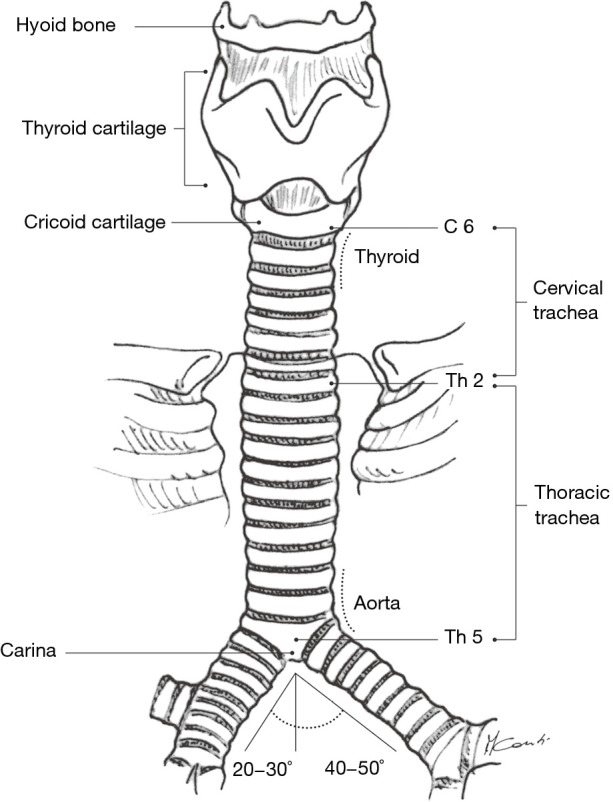 Hyoid bone
Thyroid cartilage
Cricoid cartilage
C 6
Thyroid
Cervical
trachea
Th 2
Thoracic
trachea
Aorta
Th 5
Carina
20–30°
40–50°